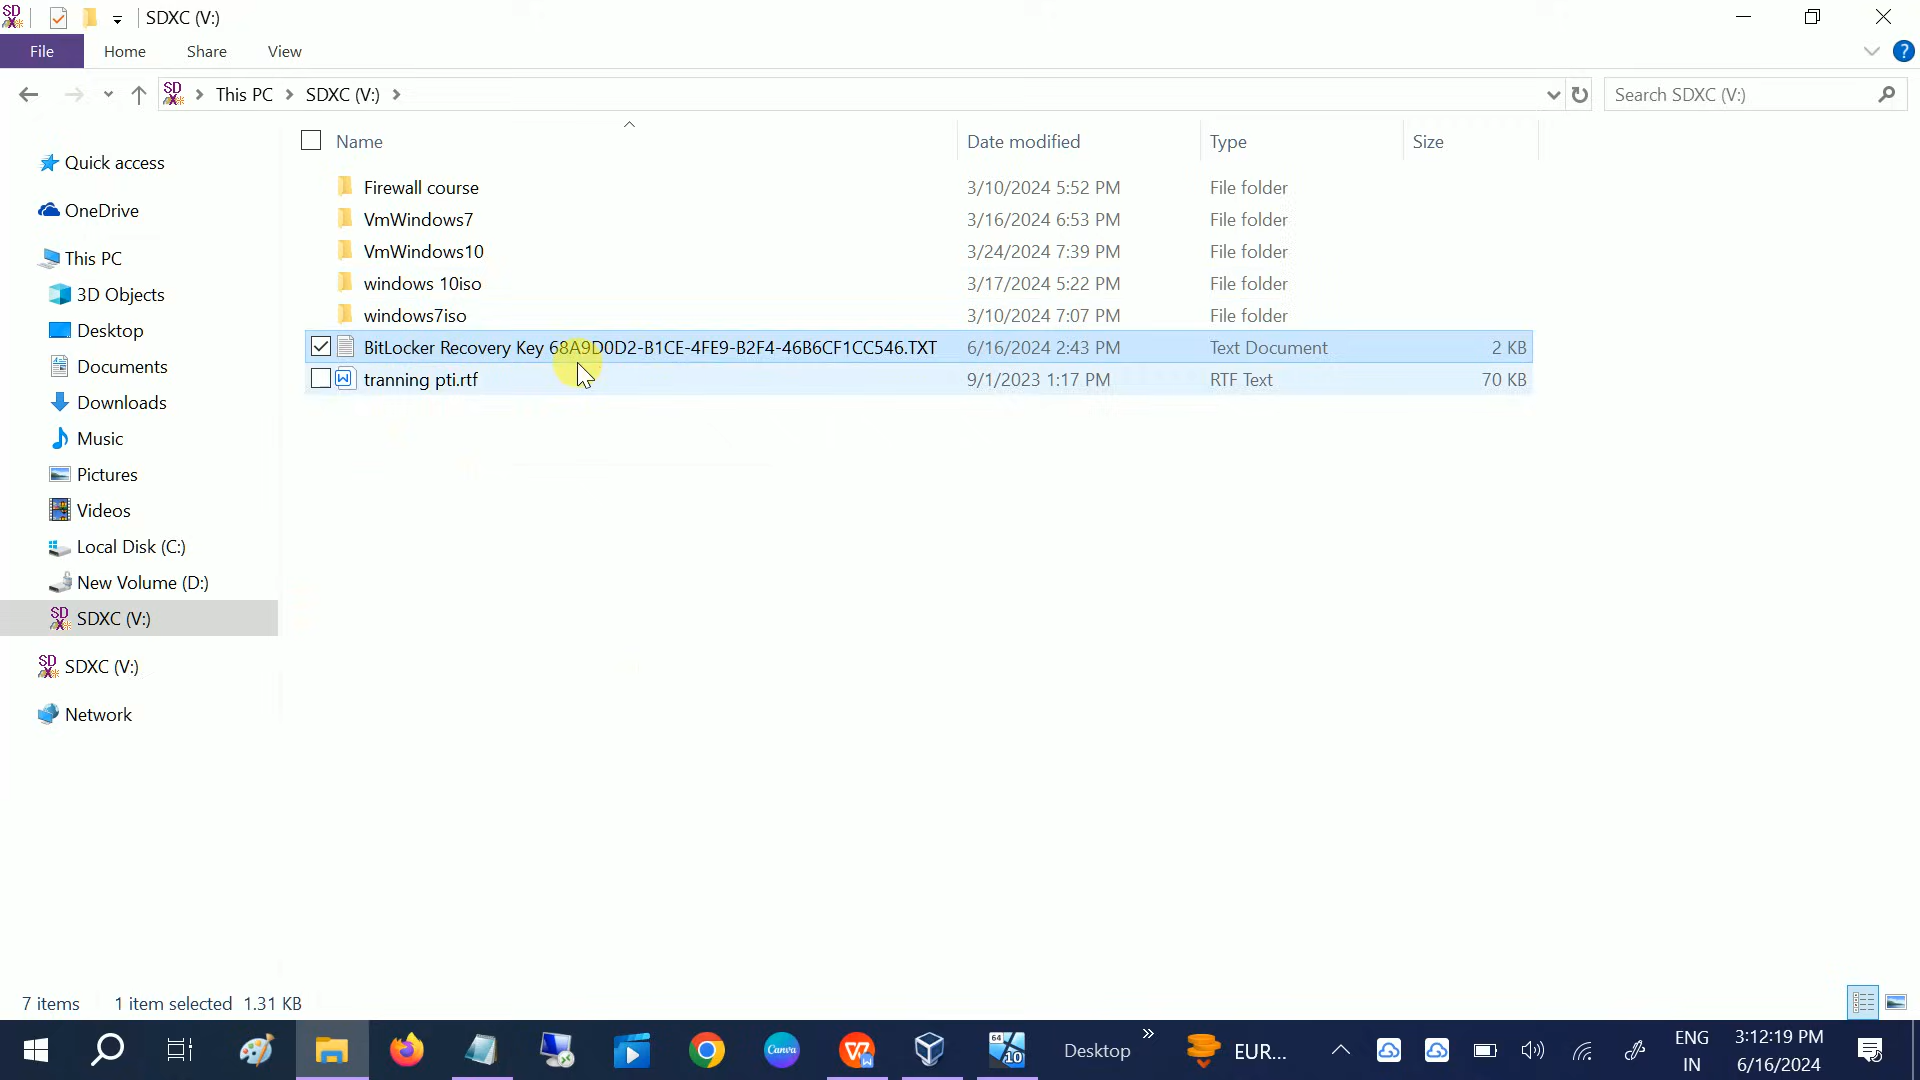 SDXC (V:)
File Home Share View
This PC SDXC (V:)
Search SDXC (V:)
Name Date modified Type Size
Quick access
OneDrive
This PC
3D Objects
Desktop
Documents
Downloads
Music
Pictures
Videos
Local Disk (C:)
New Volume (D:)
SDXC (V:)
SDXC (V:)
Network
Firewall course 3/10/2024 5:52 PM File folder
VmWindows7 3/16/2024 6:53 PM File folder
VmWindows10 3/24/2024 7:39 PM File folder
windows 10iso 3/17/2024 5:22 PM File folder
windows7iso 3/10/2024 7:07 PM File folder
BitLocker Recovery Key 68A9D0D2-B1CE-4FE9-B2F4-46B6CF1CC546.TXT 6/16/2024 2:43 PM Text Document 2 KB
tranning pti.rtf 9/1/2023 1:17 PM RTF Text 70 KB
7 items 1 item selected 1.31 KB
Canva
64
10
Desktop
EUR...
ENG
IN
3:12:19 PM
6/16/2024